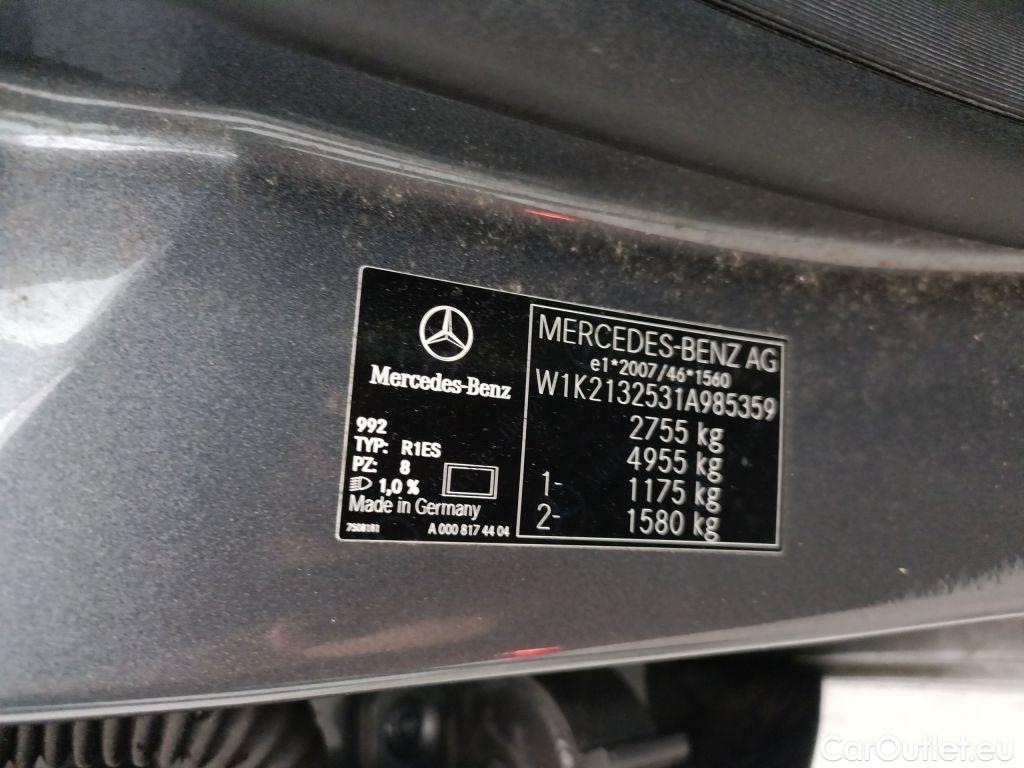 Mercedes-Benz
992
TYP: R1ES
PZ: 8
1,0 %
Made in Germany
7508181 A 000 817 44 04
MERCEDES-BENZ AG
e1*2007/46*1560
W1K2132531A985359
2755 kg
4955 kg
1- 1175 kg
2- 1580 kg
CarOutlet.eu